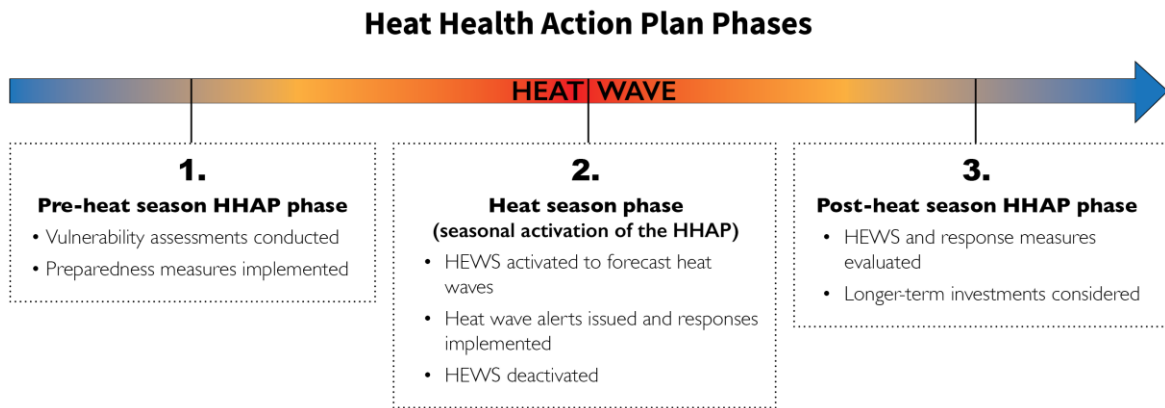 Heat Health Action Plan Phases
HEAT WAVE
1.
Pre-heat season HHAP phase
• Vulnerability assessments conducted
• Preparedness measures implemented
2.
Heat season phase
(seasonal activation of the HHAP)
• HEWS activated to forecast heat
waves
• Heat wave alerts issued and responses
implemented
• HEWS deactivated
3.
Post-heat season HHAP phase
• HEWS and response measures
evaluated
• Longer-term investments considered